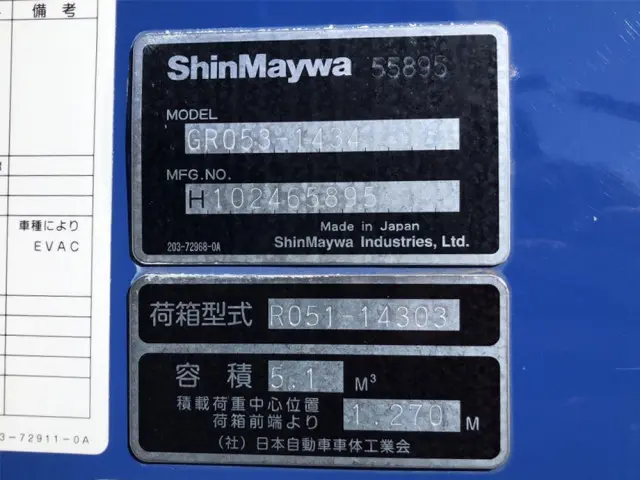 備考
車種により
EVAC
3-72911-0A
ShinMaywa 55895
MODEL
GR053-1434
MFG.NO.
H102465895
Made in Japan
203-72968-0A ShinMaywa Industries, Ltd.
荷箱型式 R051-14303
容積 5.1 M³
積載荷重中心位置
荷箱前端より 1.270 M
(社)日本自動車車体工業会